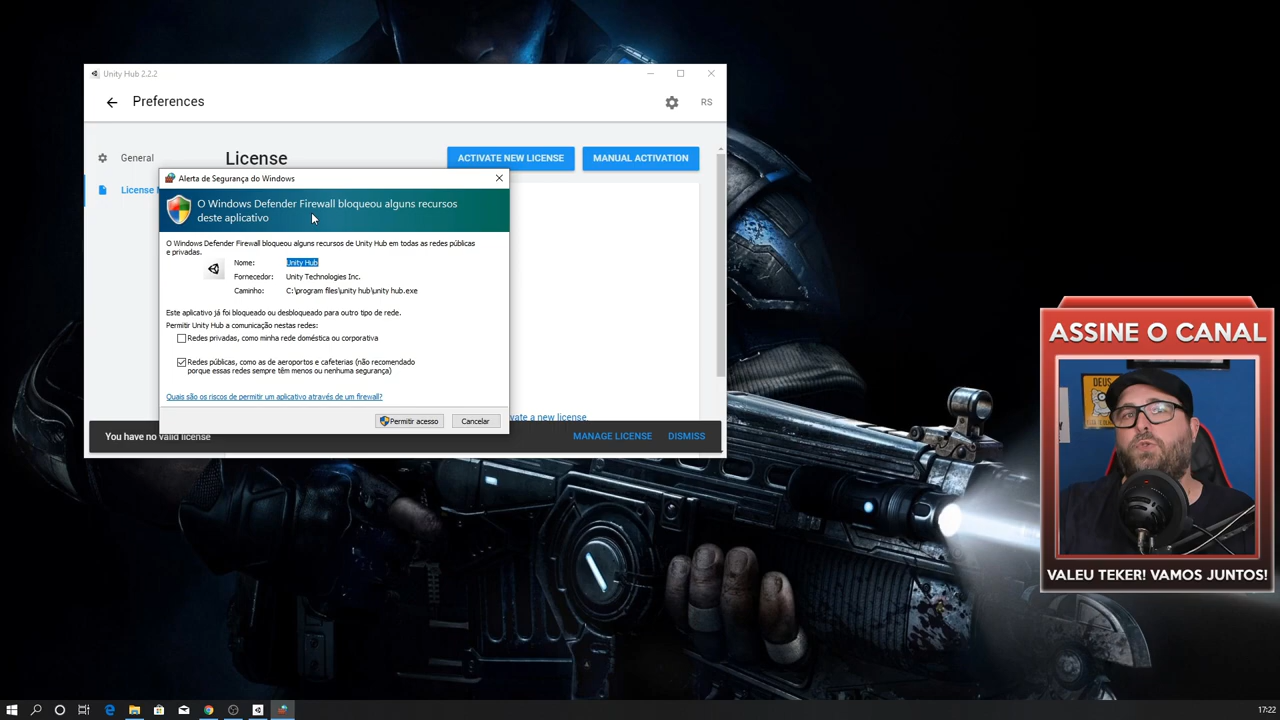 Unity Hub 2.2.2
Preferences
RS
General
License
ACTIVATE NEW LICENSE
MANUAL ACTIVATION
License
Alerta de Segurança do Windows
O Windows Defender Firewall bloqueou alguns recursos
deste aplicativo
O Windows Defender Firewall bloqueou alguns recursos de Unity Hub em todas as redes públicas
e privadas.
Nome: Unity Hub
Fornecedor: Unity Technologies Inc.
Caminho: C:\program files\unity hub\unity hub.exe
Este aplicativo já foi bloqueado ou desbloqueado para outro tipo de rede.
Permitir Unity Hub a comunicação nestas redes:
Redes privadas, como minha rede doméstica ou corporativa
Redes públicas, como as de aeroportos e cafeterias (não recomendado
porque essas redes sempre têm menos ou nenhuma segurança)
Quais são os riscos de permitir um aplicativo através de um firewall?
Permitir acesso
Cancelar
a new license.
You have no valid license
MANAGE LICENSE
DISMISS
ASSINE O CANAL
DEUS
VALEU TEKER! VAMOS JUNTOS!
17:22